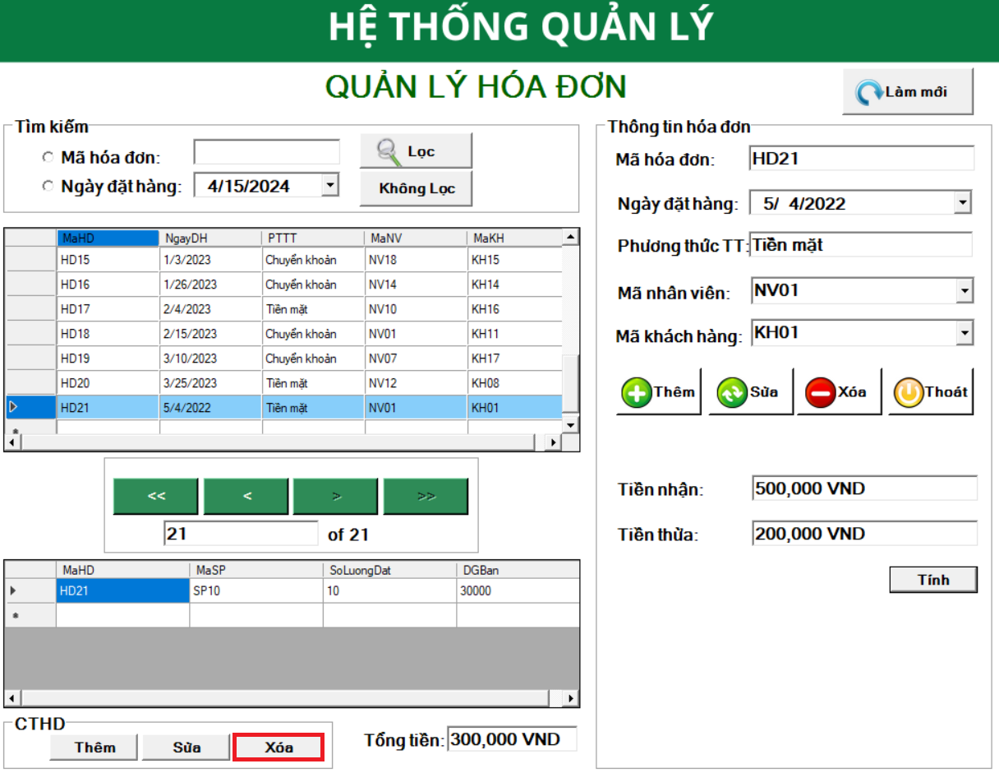 HỆ THỐNG QUẢN LÝ
QUẢN LÝ HÓA ĐƠN
Làm mới
Tìm kiếm
Mã hóa đơn:
Lọc
Ngày đặt hàng: 4/15/2024
Không Lọc
MaHD NgayDH PTTT MaNV MaKH
HD15 1/3/2023 Chuyển khoản NV18 KH15
HD16 1/26/2023 Chuyển khoản NV14 KH14
HD17 2/4/2023 Tiền mặt NV10 KH16
HD18 2/15/2023 Chuyển khoản NV01 KH11
HD19 3/10/2023 Chuyển khoản NV07 KH17
HD20 3/25/2023 Tiền mặt NV12 KH08
HD21 5/4/2022 Tiền mặt NV01 KH01
<< < > >>
21 of 21
MaHD MaSP SoLuongDat DGBan
HD21 SP10 10 30000
CTHD
Thêm Sửa Xóa
Tổng tiền: 300,000 VND
Thông tin hóa đơn
Mã hóa đơn: HD21
Ngày đặt hàng: 5/ 4/2022
Phương thức TT: Tiền mặt
Mã nhân viên: NV01
Mã khách hàng: KH01
Thêm Sửa Xóa Thoát
Tiền nhận: 500,000 VND
Tiền thừa: 200,000 VND
Tính